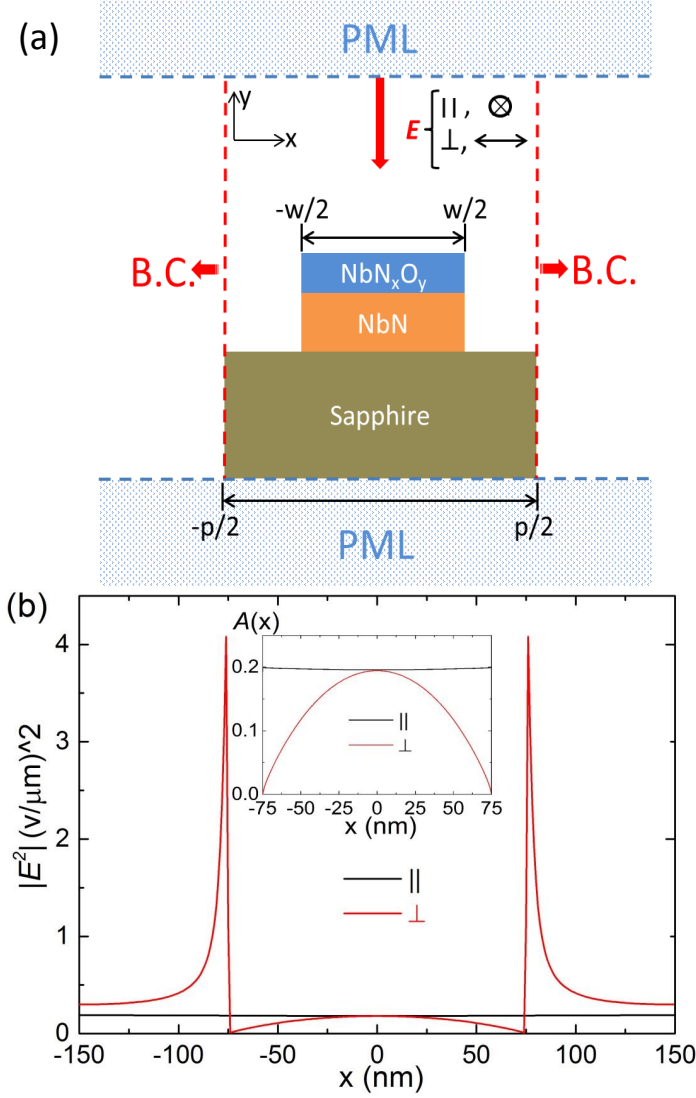 (a)
PML
y
x
E { ||, ⊗
⊥, ↔
-w/2 w/2
B.C. B.C.
NbNxOy
NbN
Sapphire
-p/2 p/2
PML
(b)
|E²| (v/μm)^2
4
3
2
1
0
-150 -100 -50 0 50 100 150
x (nm)
||
⊥
A(x)
0.2
0.1
0.0
-75 -50 -25 0 25 50 75
x (nm)
||
⊥